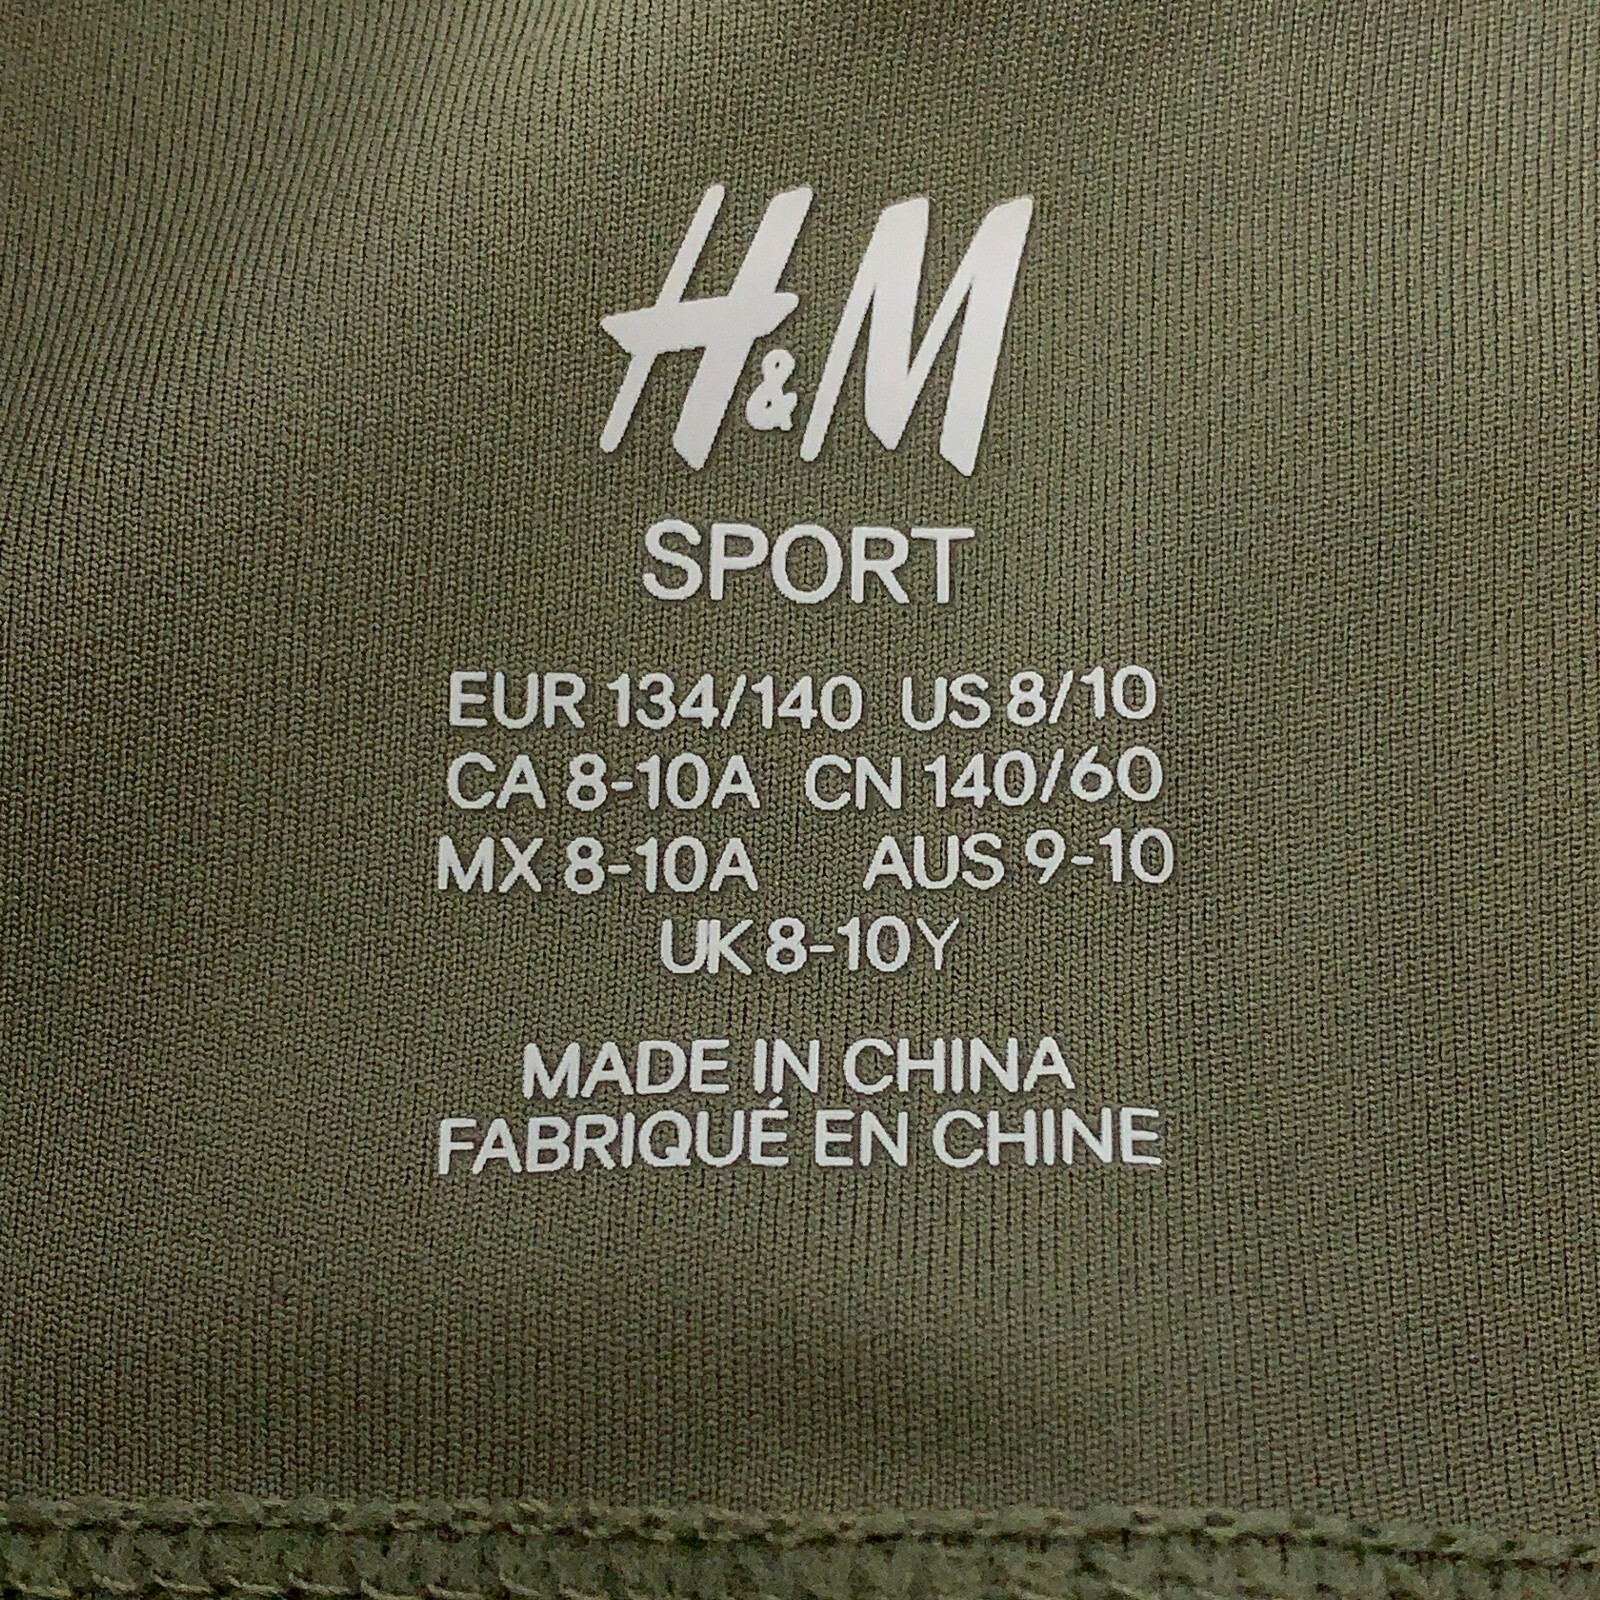 H&M
SPORT
EUR 134/140 US 8/10
CA 8-10A CN 140/60
MX 8-10A AUS 9-10
UK 8-10Y
MADE IN CHINA
FABRIQUÉ EN CHINE